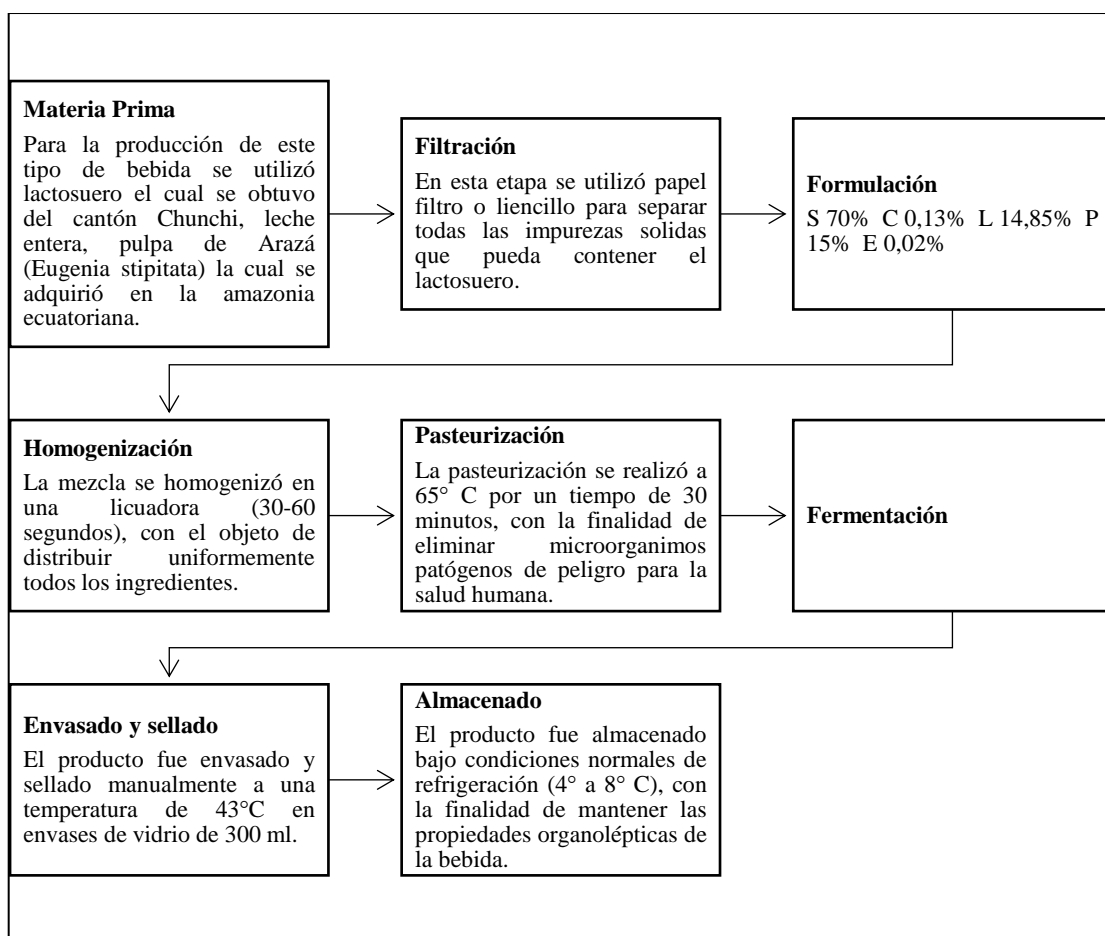 Materia Prima
Para la producción de este
tipo de bebida se utilizó
lactosuero el cual se obtuvo
del cantón Chunchi, leche
entera, pulpa de Arazá
(Eugenia stipitata) la cual se
adquirió en la amazonia
ecuatoriana.
Filtración
En esta etapa se utilizó papel
filtro o liencillo para separar
todas las impurezas solidas
que pueda contener el
lactosuero.
Formulación
S 70% C 0,13% L 14,85% P
15% E 0,02%
Homogenización
La mezcla se homogenizó en
una licuadora (30-60
segundos), con el objeto de
distribuir uniformemente
todos los ingredientes.
Pasteurización
La pasteurización se realizó a
65° C por un tiempo de 30
minutos, con la finalidad de
eliminar microorganimos
patógenos de peligro para la
salud humana.
Fermentación
Envasado y sellado
El producto fue envasado y
sellado manualmente a una
temperatura de 43°C en
envases de vidrio de 300 ml.
Almacenado
El producto fue almacenado
bajo condiciones normales de
refrigeración (4° a 8° C), con
la finalidad de mantener las
propiedades organolépticas de
la bebida.